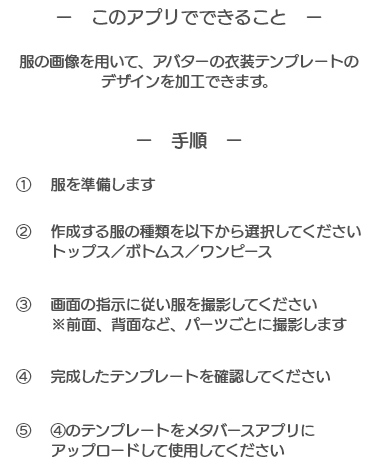 －　このアプリでできること　－
服の画像を用いて、アバターの衣装テンプレートの
デザインを加工できます。
－　手順　－
①　服を準備します
②　作成する服の種類を以下から選択してください
トップス／ボトムス／ワンピース
③　画面の指示に従い服を撮影してください
※前面、背面など、パーツごとに撮影します
④　完成したテンプレートを確認してください
⑤　④のテンプレートをメタバースアプリに
アップロードして使用してください